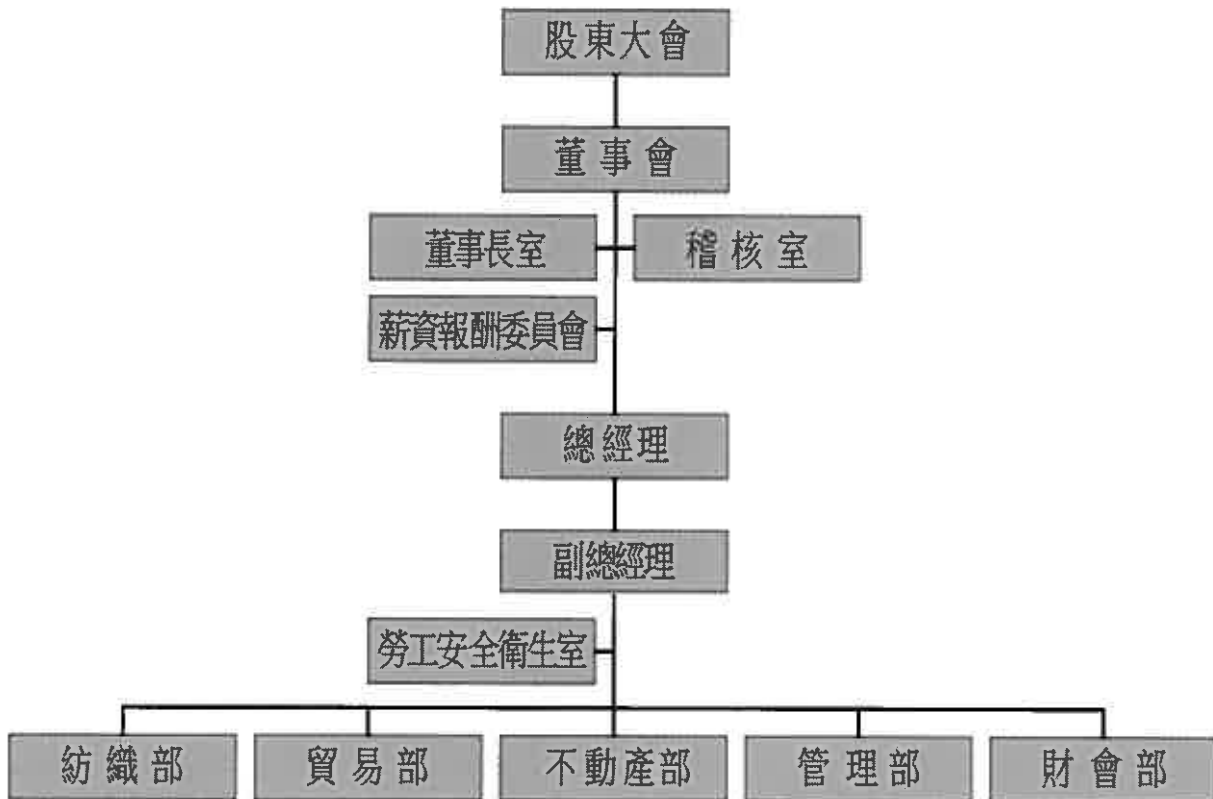 股東大會
董事會
董事長室
稽核室
薪資報酬委員會
總經理
副總經理
勞工安全衛生室
紡織部
貿易部
不動產部
管理部
財會部